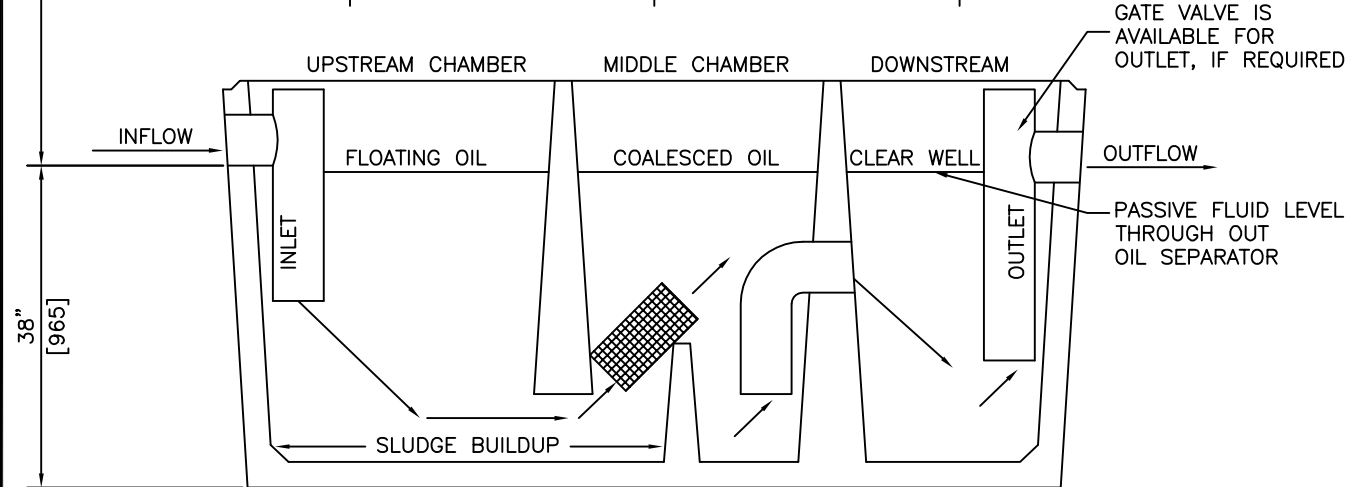 GATE VALVE IS
AVAILABLE FOR
OUTLET, IF REQUIRED
UPSTREAM CHAMBER
MIDDLE CHAMBER
DOWNSTREAM
INFLOW
FLOATING OIL
COALESCED OIL
CLEAR WELL
OUTFLOW
INLET
OUTLET
PASSIVE FLUID LEVEL
THROUGH OUT
OIL SEPARATOR
38"
[965]
SLUDGE BUILDUP